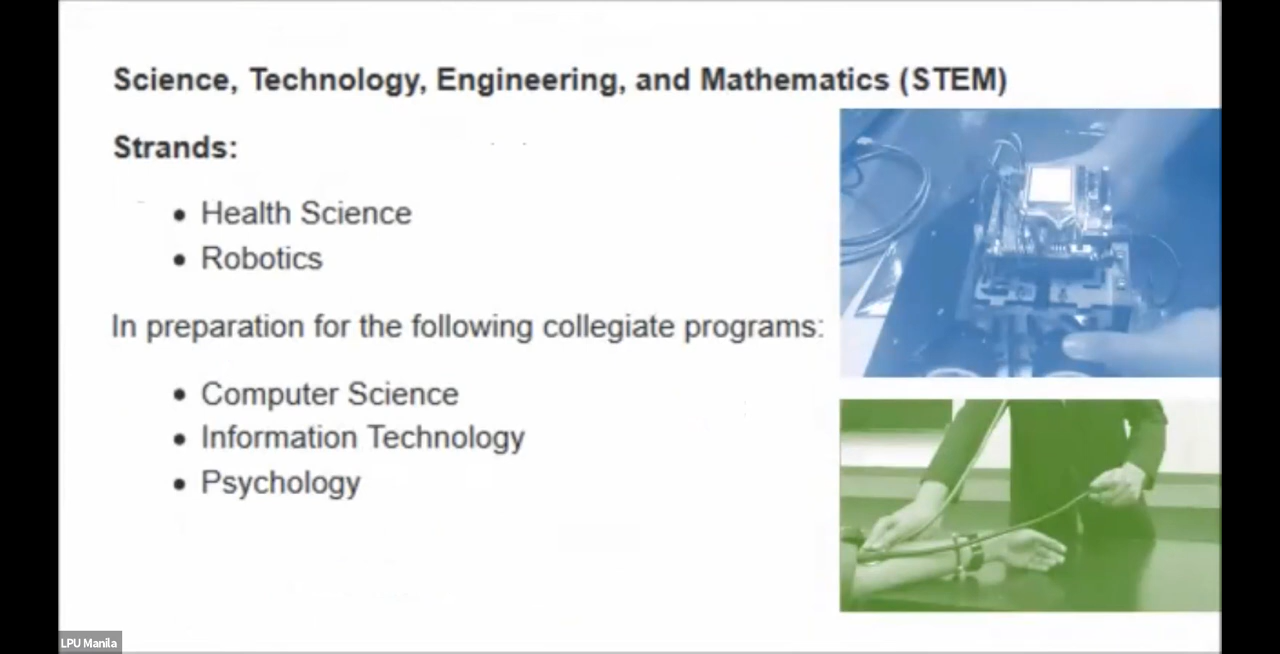 Science, Technology, Engineering, and Mathematics (STEM)
Strands:
• Health Science
• Robotics
In preparation for the following collegiate programs:
• Computer Science
• Information Technology
• Psychology
LPU Manila